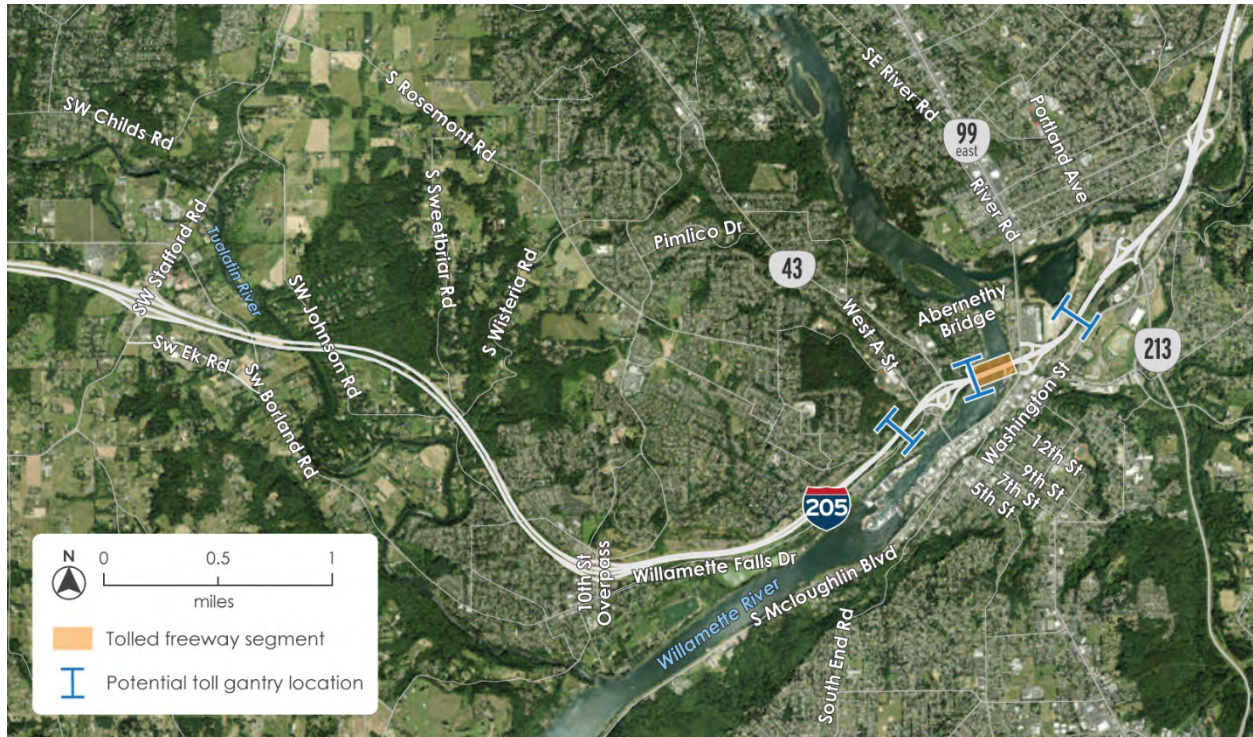 SW Childs Rd
S Rosemont Rd
SE River Rd
99
east
Portland Ave
River Rd
SW Stafford Rd
Tualatin River
S Sweetbriar Rd
S Wisteria Rd
Pimlico Dr
43
SW Johnson Rd
West A St
Abernethy
Bridge
213
Sw Ek Rd
Sw Borland Rd
Washington St
12th St
9th St
7th St
5th St
205
10th St
Overpass
Willamette Falls Dr
Willamette River
S Mcloughlin Blvd
South End Rd
N
0 0.5 1
miles
Tolled freeway segment
Potential toll gantry location